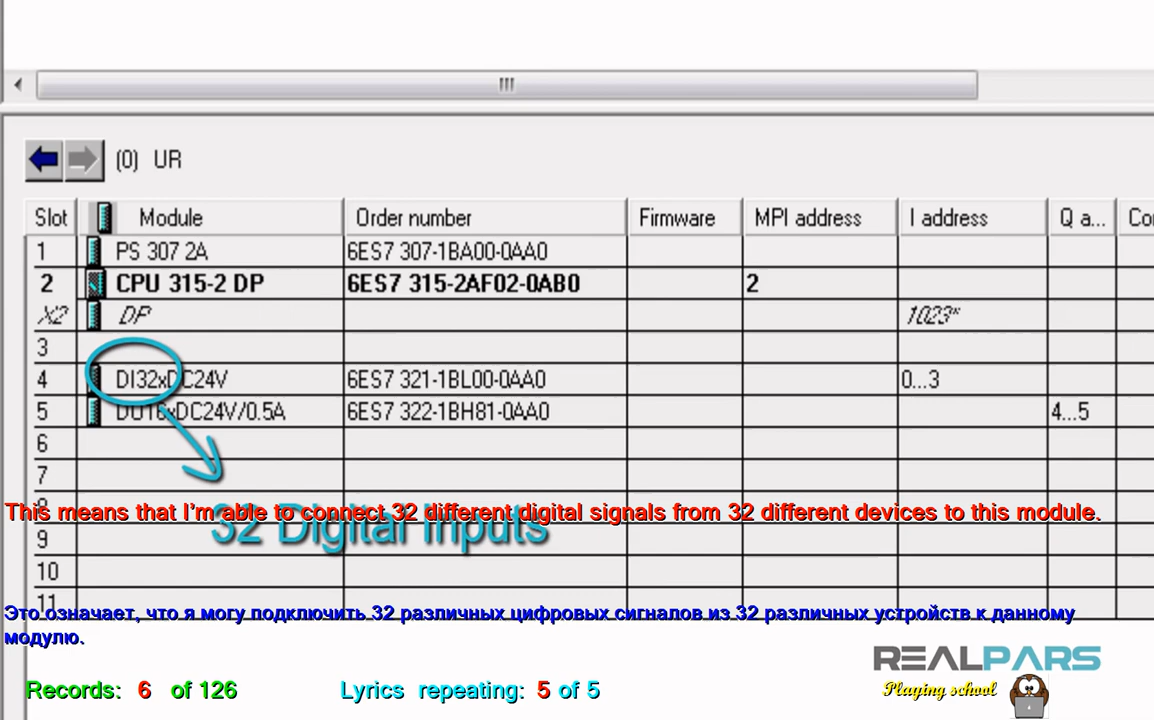 (0) UR
Slot Module Order number Firmware MPI address I address Q a... Co
1 PS 307 2A 6ES7 307-1BA00-0AA0
2 CPU 315-2 DP 6ES7 315-2AF02-0AB0 2
X2 DP 1023*
3
4 DI32xDC24V 6ES7 321-1BL00-0AA0 0...3
5 DO16xDC24V/0.5A 6ES7 322-1BH81-0AA0 4...5
6
7
This means that I'm able to connect 32 different digital signals from 32 different devices to this module.
32 Digital Inputs
9
10
11
Это означает, что я могу подключить 32 различных цифровых сигналов из 32 различных устройств к данному
модулю.
REALPARS
Playing school
Records: 6 of 126 Lyrics repeating: 5 of 5